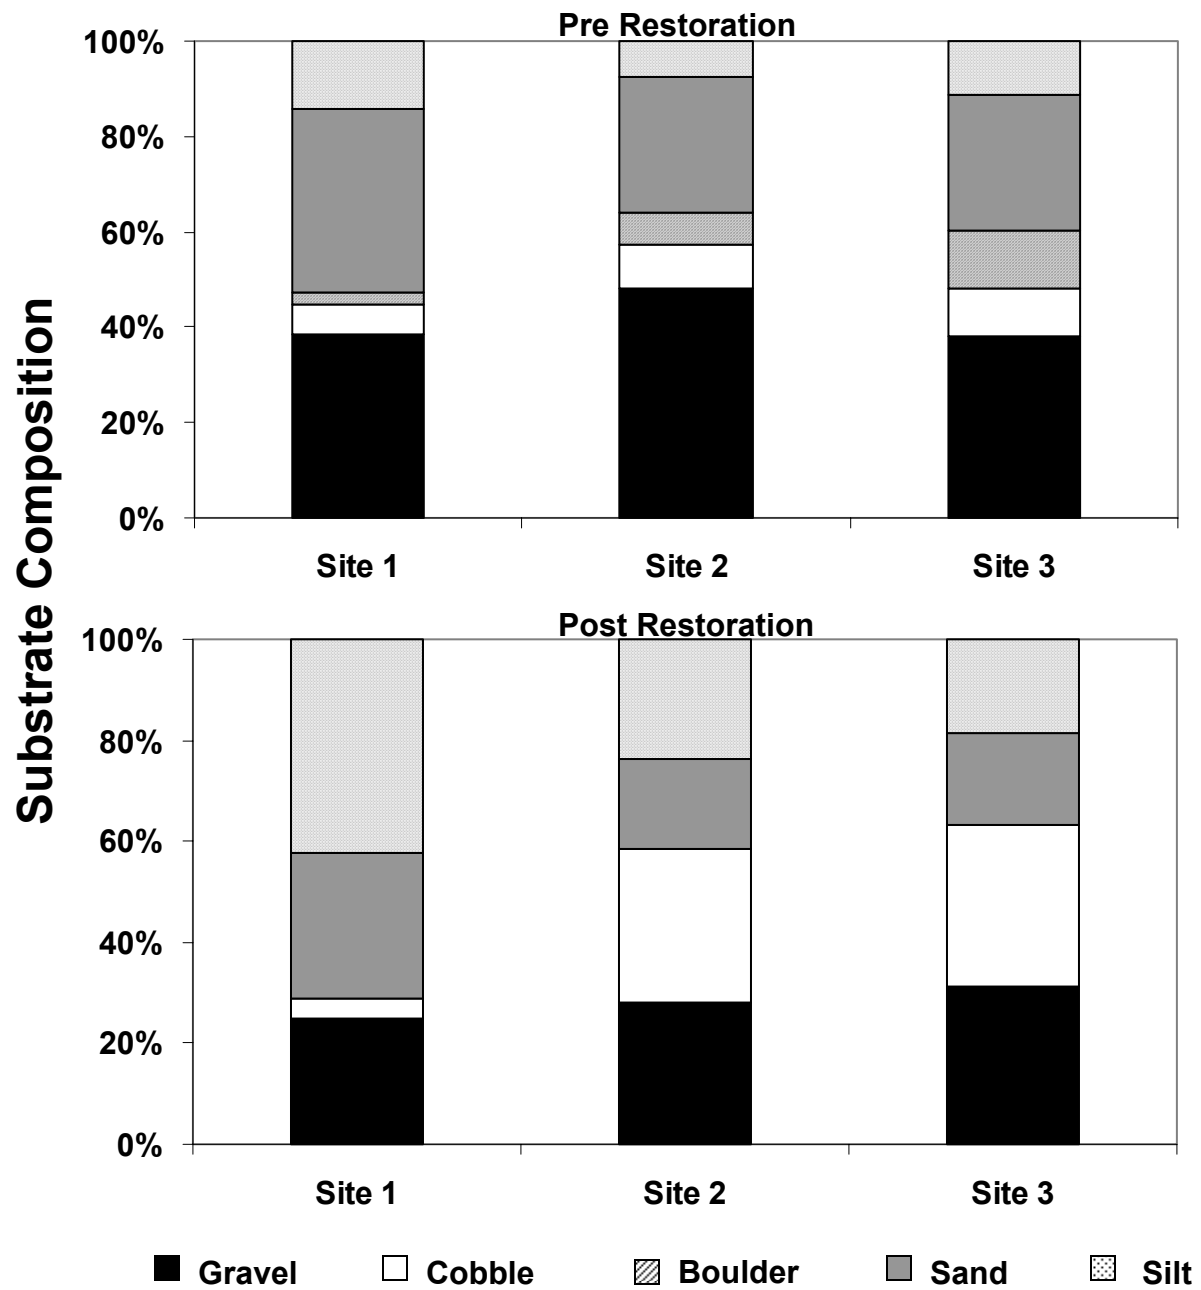 Pre Restoration
100%
80%
60%
40%
20%
0%
Site 1 Site 2 Site 3
Substrate Composition
Post Restoration
100%
80%
60%
40%
20%
0%
Site 1 Site 2 Site 3
Gravel Cobble Boulder Sand Silt